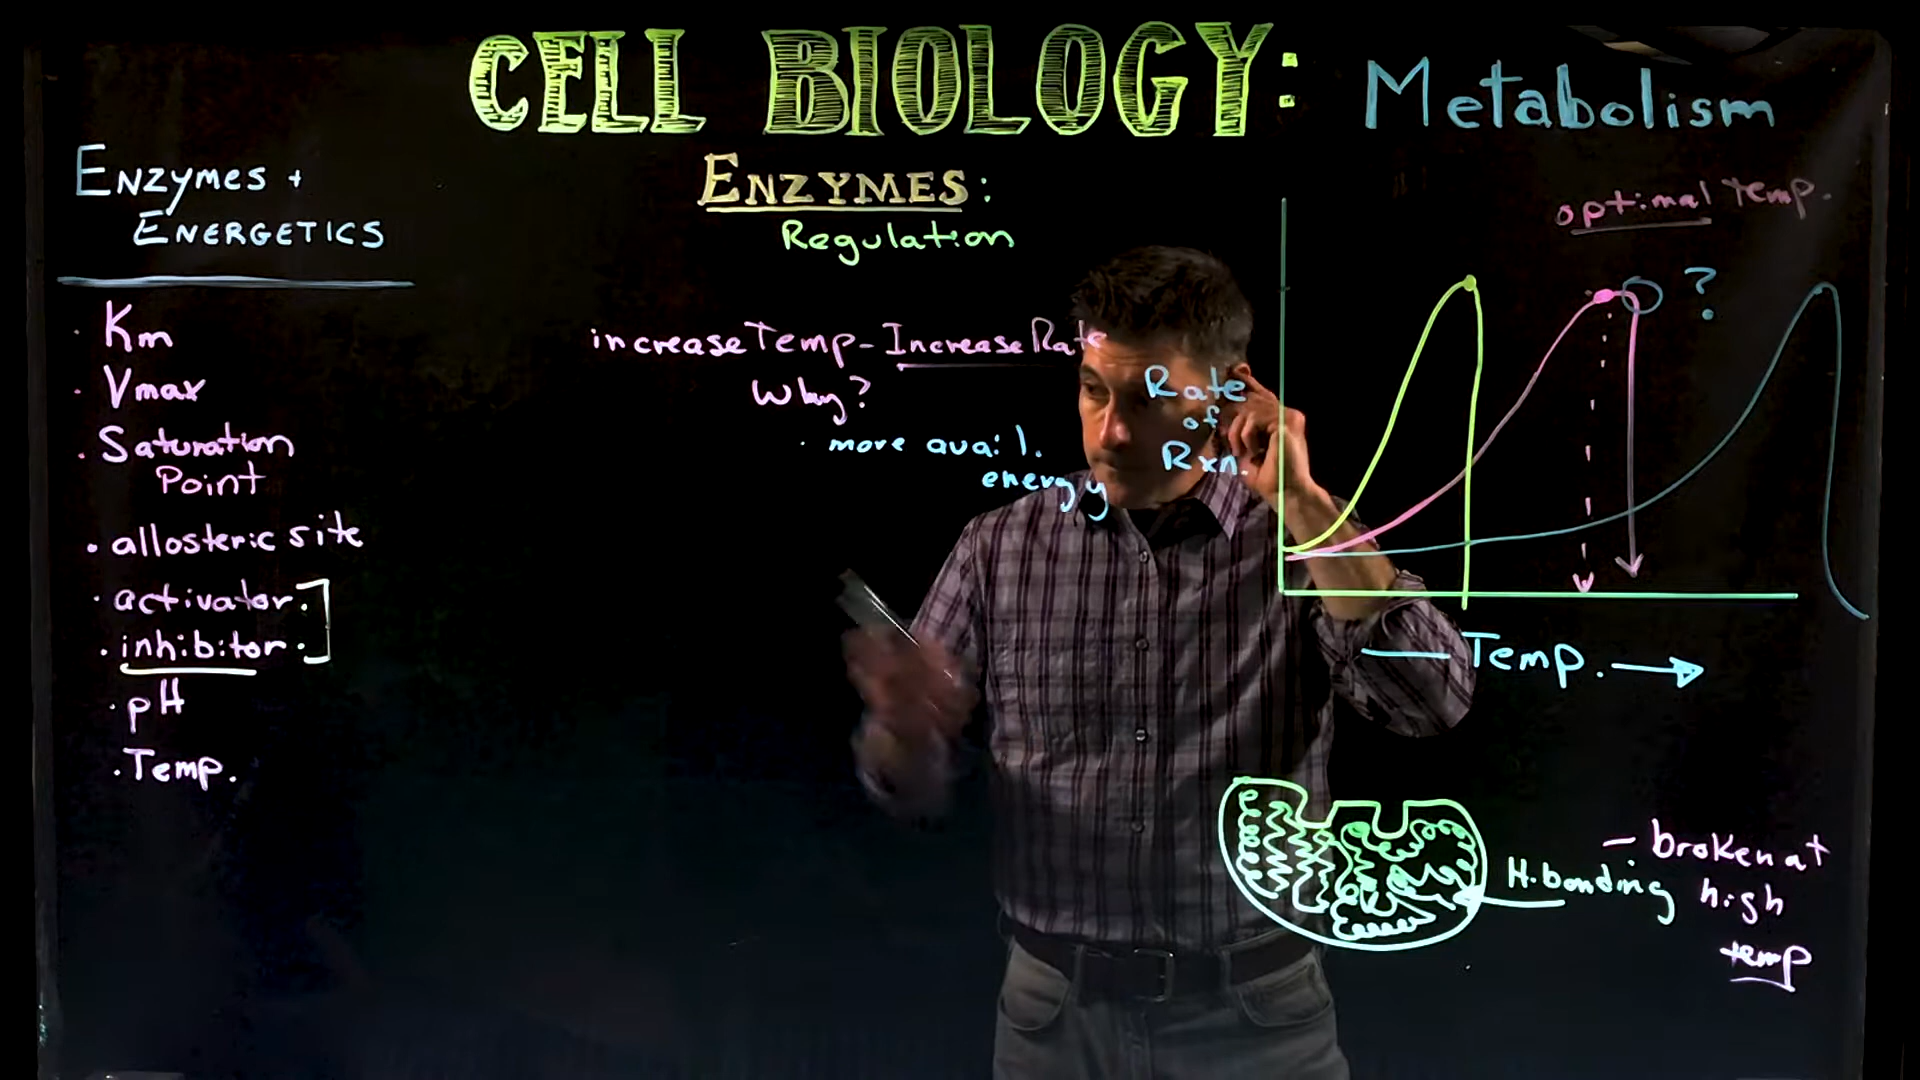 CELL BIOLOGY: Metabolism
Enzymes +
ENERGETICS
· Km
· Vmax
· Saturation
Point
· allosteric site
· activator ·
· inhibitor ·
· pH
· Temp.
ENZYMES:
Regulation
increase Temp - Increase Rate
Why?
· more avail.
energy
Rate
of
Rxn.
optimal temp.
?
Temp.
H-bonding
- broken at
high
temp